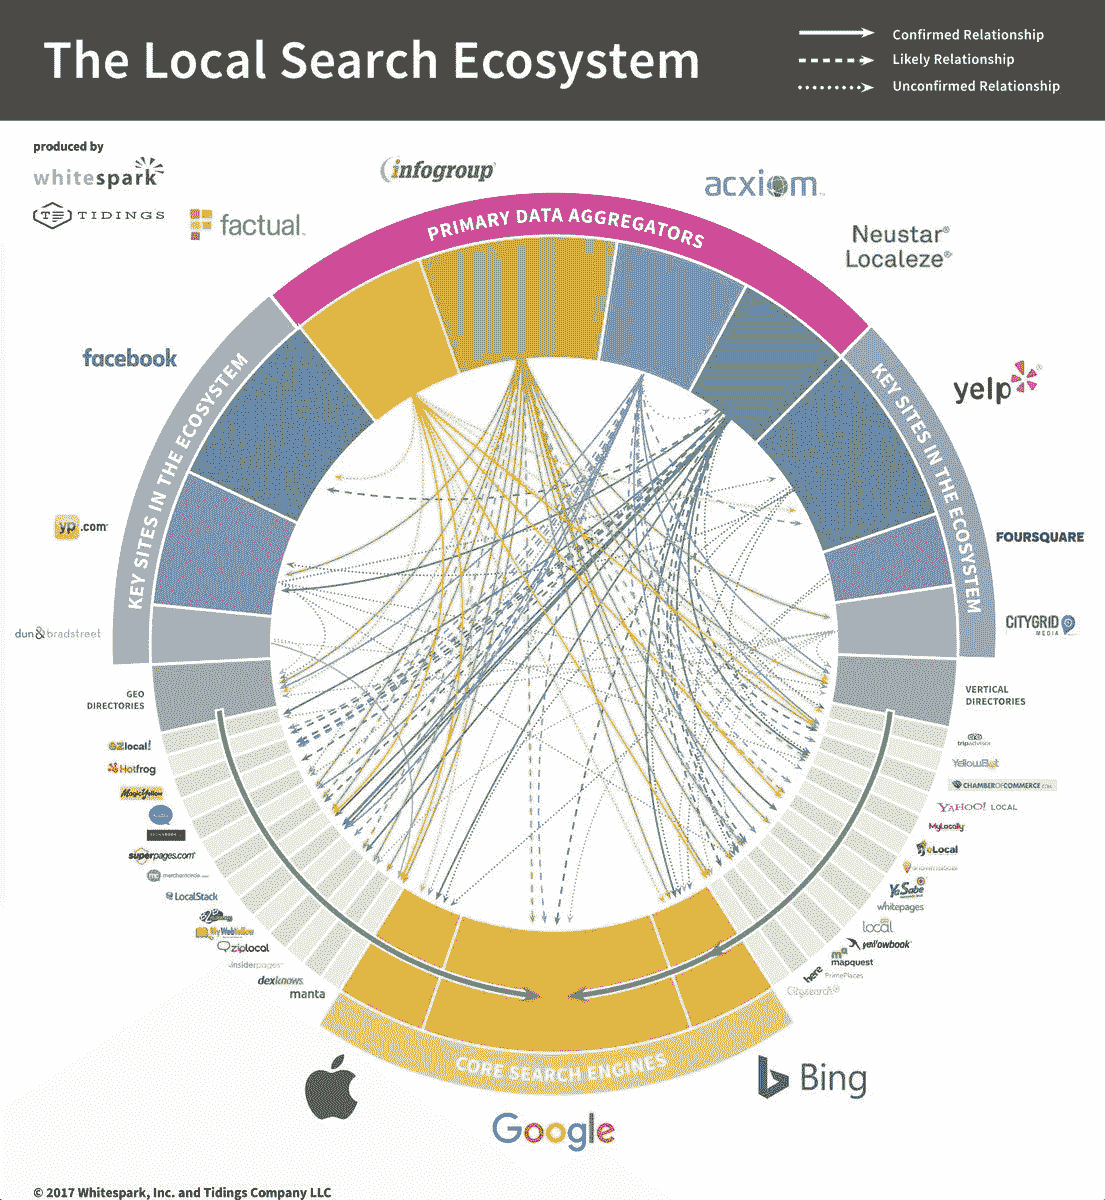 The Local Search Ecosystem
Confirmed Relationship
Likely Relationship
Unconfirmed Relationship
produced by
whitespark
TIDINGS
factual.
infogroup
acxiom
Neustar®
Localeze®
PRIMARY DATA AGGREGATORS
facebook
KEY SITES IN THE ECOSYSTEM
KEY SITES IN THE ECOSYSTEM
yelp
yp.com
FOURSQUARE
dun&bradstreet
CITYGRID
MEDIA
GEO
DIRECTORIES
VERTICAL
DIRECTORIES
EZlocal!
Hotfrog
MagicYellow
superpages.com
merchantcircle
LocalStack
MyWebYellow
ziplocal
insiderpages
dexknows
manta
tripadvisor
YellowBot
CHAMBEROFCOMMERCE.COM
YAHOO! LOCAL
MyLocally
eLocal
YaSabe
whitepages
local
yellowbook
mapquest
PrimePlaces
here
Citysearch
CORE SEARCH ENGINES
Bing
Google
© 2017 Whitespark, Inc. and Tidings Company LLC